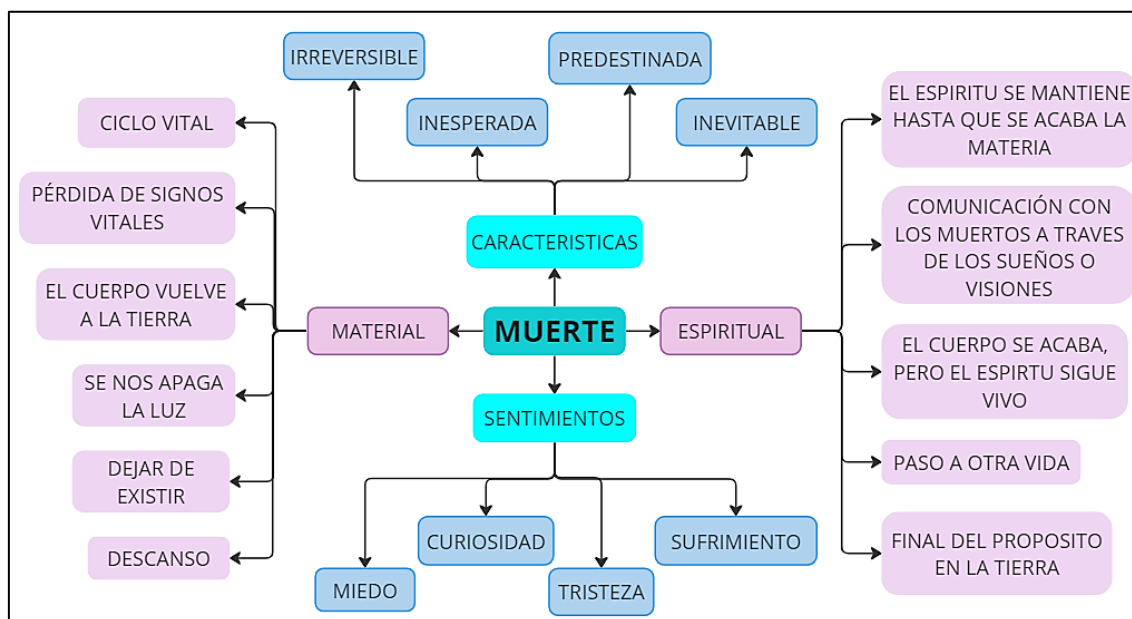 IRREVERSIBLE
PREDESTINADA
INESPERADA
INEVITABLE
CARACTERISTICAS
CICLO VITAL
PÉRDIDA DE SIGNOS
VITALES
EL CUERPO VUELVE
A LA TIERRA
SE NOS APAGA
LA LUZ
DEJAR DE
EXISTIR
DESCANSO
MATERIAL
MUERTE
ESPIRITUAL
EL ESPIRITU SE MANTIENE
HASTA QUE SE ACABA LA
MATERIA
COMUNICACIÓN CON
LOS MUERTOS A TRAVES
DE LOS SUEÑOS O
VISIONES
EL CUERPO SE ACABA,
PERO EL ESPIRTU SIGUE
VIVO
PASO A OTRA VIDA
FINAL DEL PROPOSITO
EN LA TIERRA
SENTIMIENTOS
MIEDO
CURIOSIDAD
TRISTEZA
SUFRIMIENTO